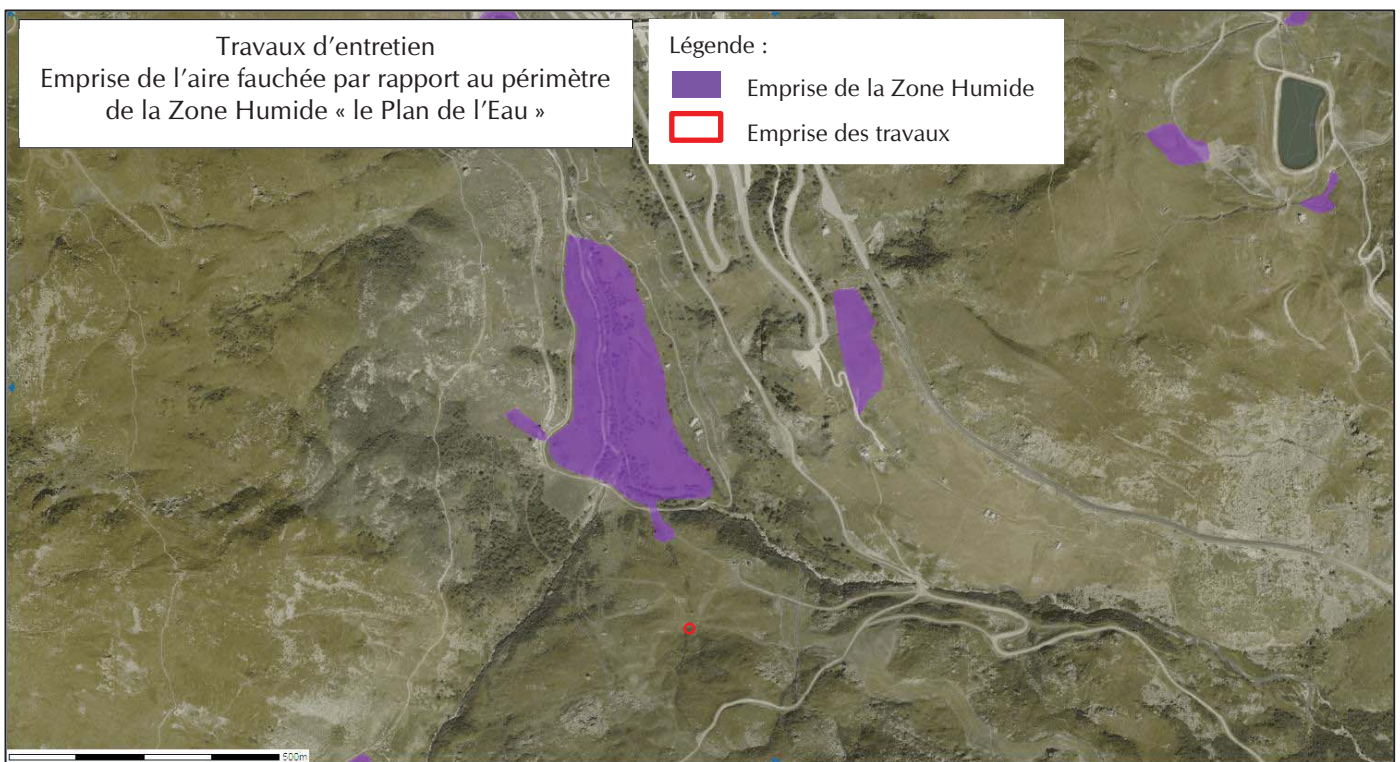 Travaux d’entretien
Emprise de l’aire fauchée par rapport au périmètre
de la Zone Humide « le Plan de l’Eau »
Légende :
Emprise de la Zone Humide
Emprise des travaux
500m